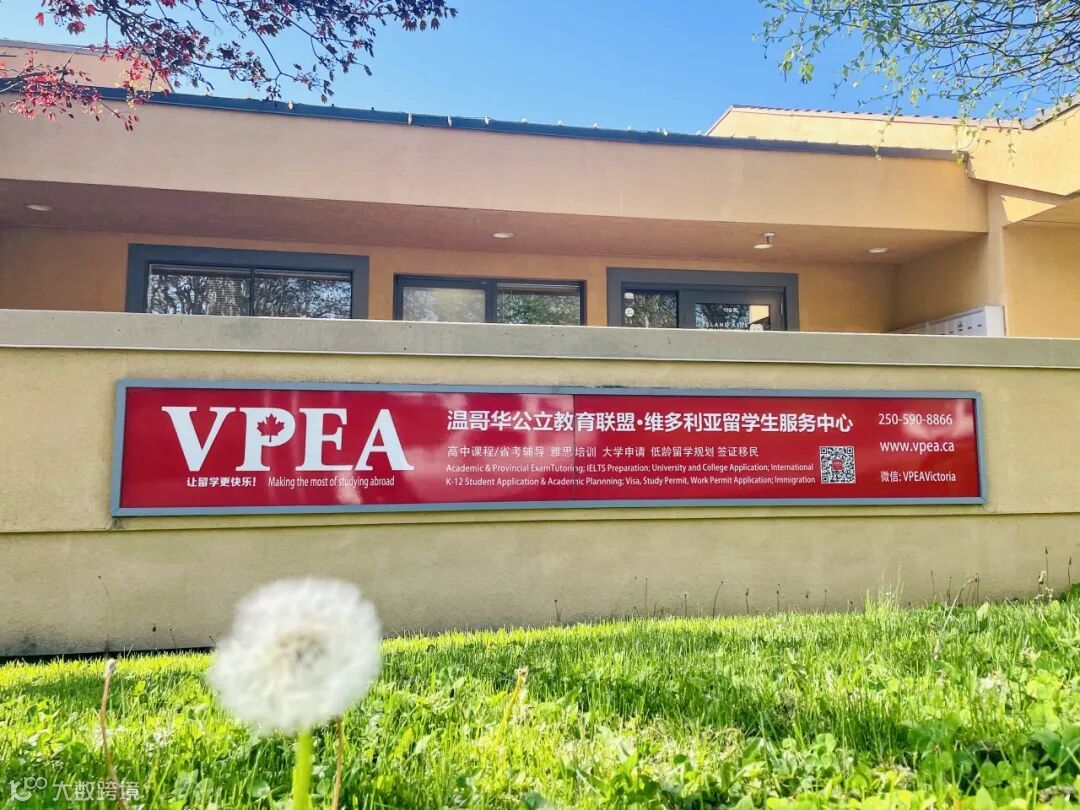 VPEA
让留学更快乐! Making the most of studying abroad
温哥华公立教育联盟·维多利亚留学生服务中心
高中课程/省考辅导 雅思培训 大学申请 低龄留学规划 签证移民
Academic & Provincial ExamTutoring; IELTS Preparation; University and College Application; International
K-12 Student Application & Academic Plannning; Visa, Study Permit, Work Permit Application; Immigration
250-590-8866
www.vpea.ca
微信: VPEAVictoria
大数跨境